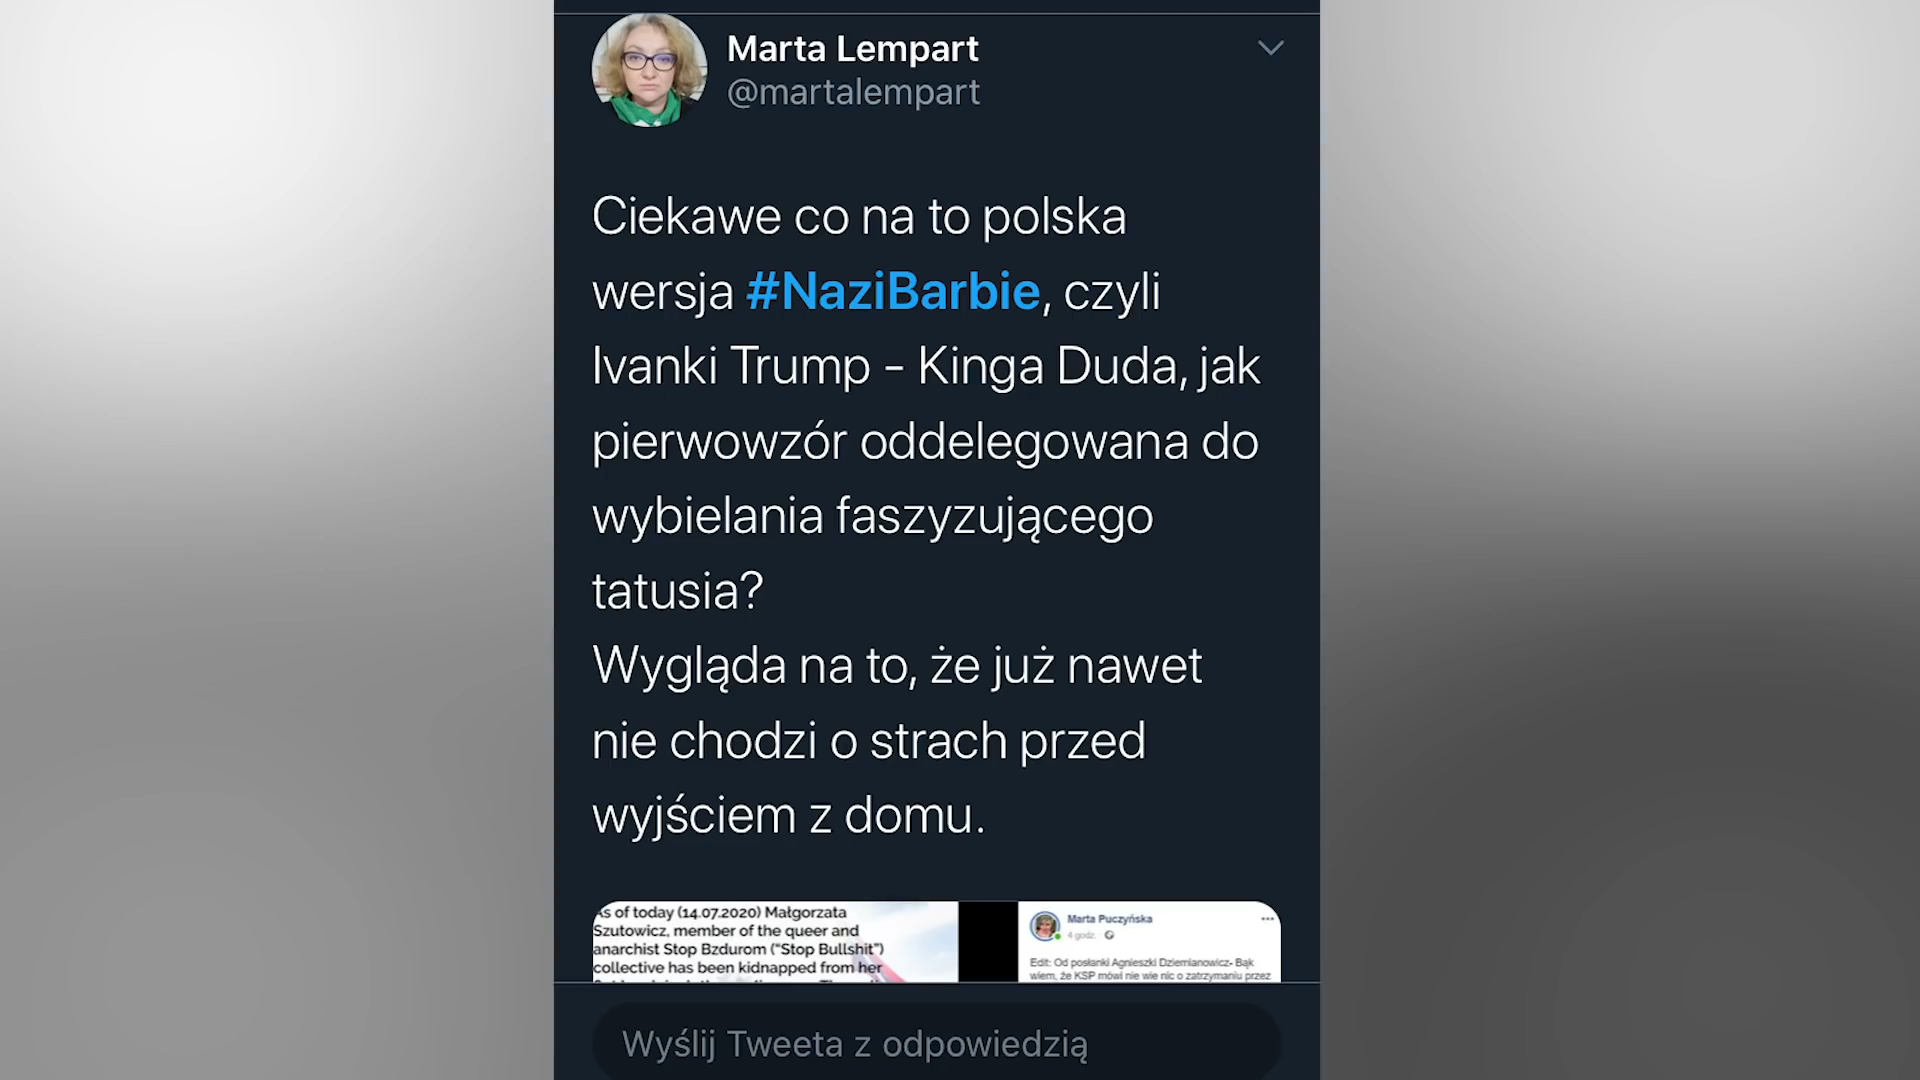 Marta Lempart
@martalempart
Ciekawe co na to polska
wersja #NaziBarbie, czyli
Ivanki Trump - Kinga Duda, jak
pierwowzór oddelegowana do
wybielania faszyzującego
tatusia?
Wygląda na to, że już nawet
nie chodzi o strach przed
wyjściem z domu.
As of today (14.07.2020) Małgorzata
Szutowicz, member of the queer and
anarchist Stop Bzdurom ("Stop Bullshit")
collective has been kidnapped from her
Marta Puczyńska
4 godz.
Edit: Od posłanki Agnieszki Dziemianowicz- Bąk
wiem, że KSP mówi nie wie nic o zatrzymaniu przez
Wyślij Tweeta z odpowiedzią